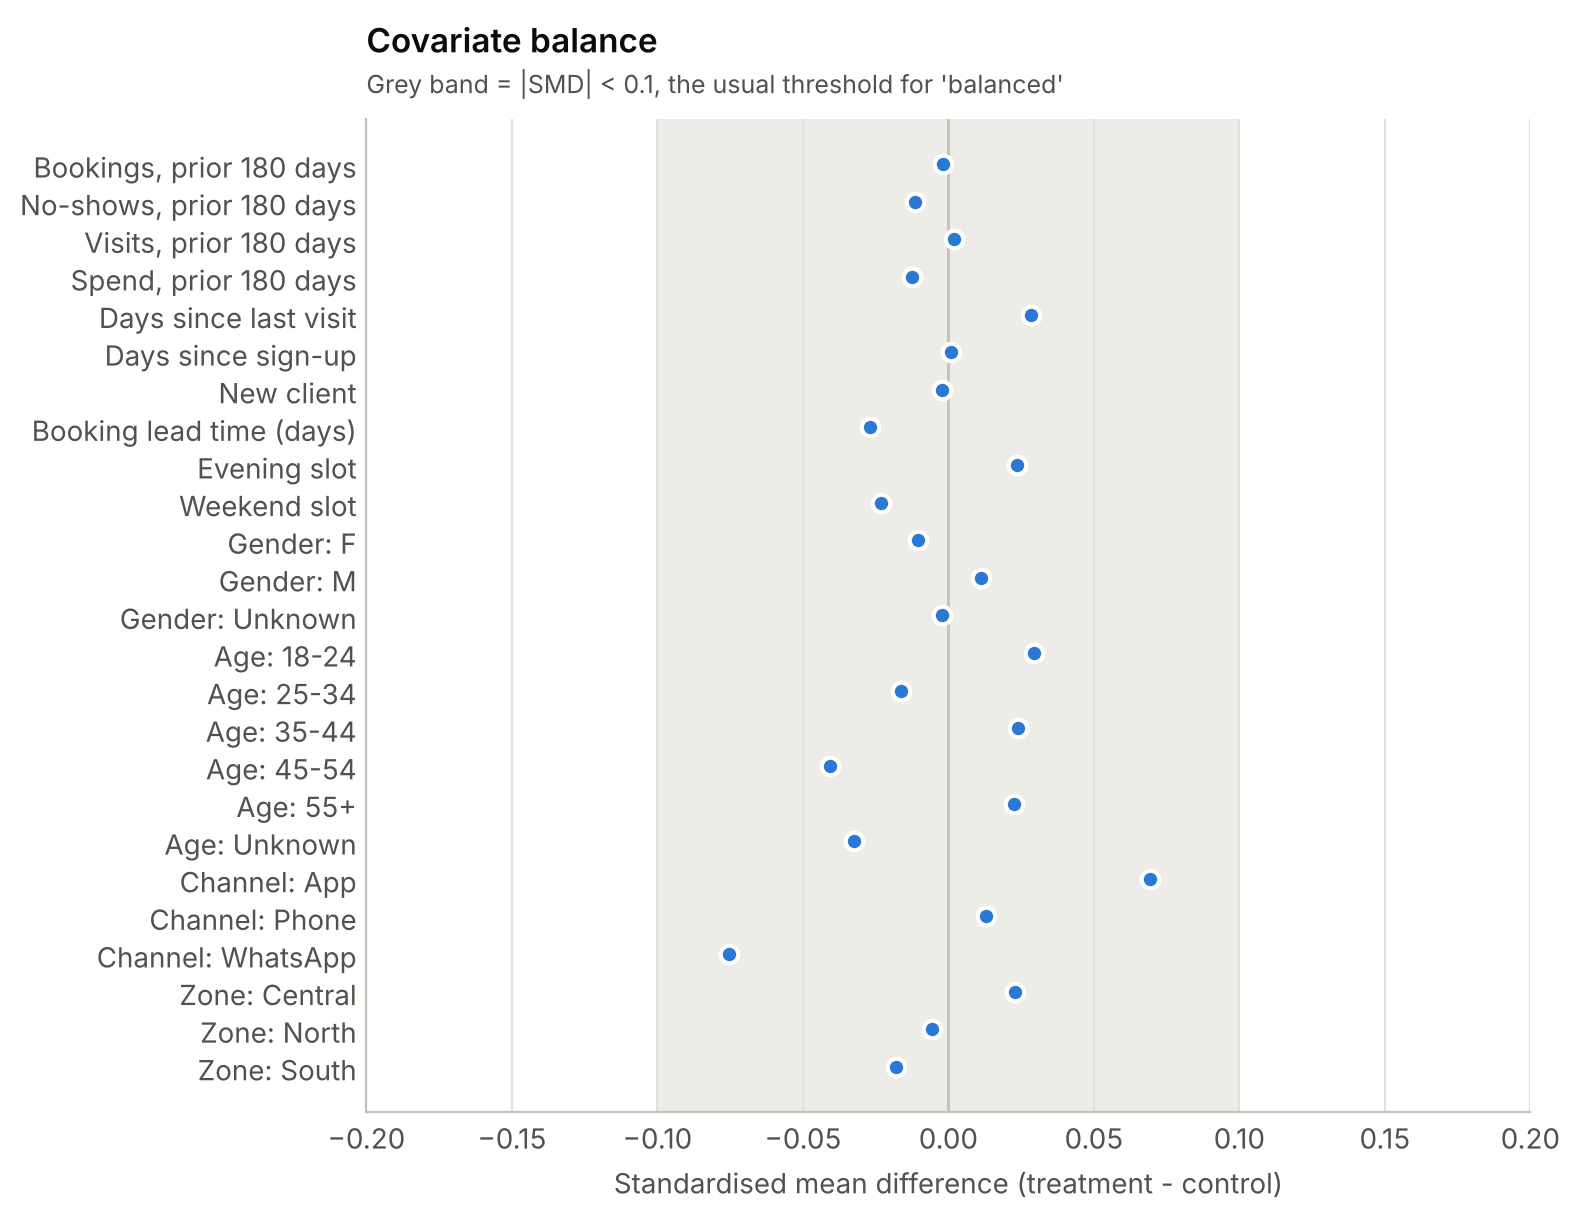 Covariate balance
Grey band = |SMD| < 0.1, the usual threshold for 'balanced'
Bookings, prior 180 days
No-shows, prior 180 days
Visits, prior 180 days
Spend, prior 180 days
Days since last visit
Days since sign-up
New client
Booking lead time (days)
Evening slot
Weekend slot
Gender: F
Gender: M
Gender: Unknown
Age: 18-24
Age: 25-34
Age: 35-44
Age: 45-54
Age: 55+
Age: Unknown
Channel: App
Channel: Phone
Channel: WhatsApp
Zone: Central
Zone: North
Zone: South
−0.20 −0.15 −0.10 −0.05 0.00 0.05 0.10 0.15 0.20
Standardised mean difference (treatment - control)